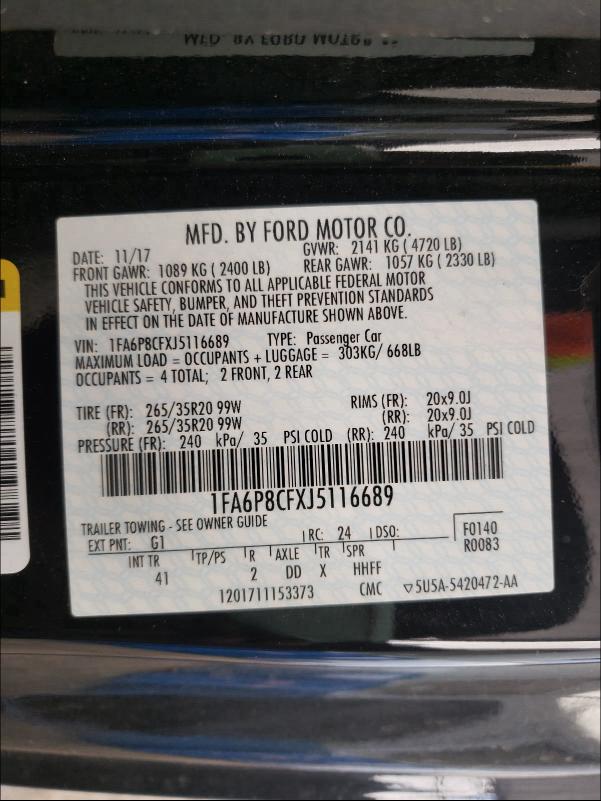 MFD. BY FORD MOTOR CO.
DATE: 11/17 GVWR: 2141 KG ( 4720 LB)
FRONT GAWR: 1089 KG ( 2400 LB) REAR GAWR: 1057 KG ( 2330 LB)
THIS VEHICLE CONFORMS TO ALL APPLICABLE FEDERAL MOTOR
VEHICLE SAFETY, BUMPER, AND THEFT PREVENTION STANDARDS
IN EFFECT ON THE DATE OF MANUFACTURE SHOWN ABOVE.
VIN: 1FA6P8CFXJ5116689 TYPE: Passenger Car
MAXIMUM LOAD = OCCUPANTS + LUGGAGE = 303KG/ 668LB
OCCUPANTS = 4 TOTAL; 2 FRONT, 2 REAR
TIRE (FR): 265/35R20 99W RIMS (FR): 20x9.0J
(RR): 265/35R20 99W (RR): 20x9.0J
PRESSURE (FR): 240 kPa/ 35 PSI COLD (RR): 240 kPa/ 35 PSI COLD
1FA6P8CFXJ5116689
TRAILER TOWING - SEE OWNER GUIDE
EXT PNT: G1 RC: 24 DSO: F0140
R0083
INT TR TP/PS R AXLE TR SPR
41 2 DD X HHFF
1201711153373 CMC ▽5U5A-5420472-AA